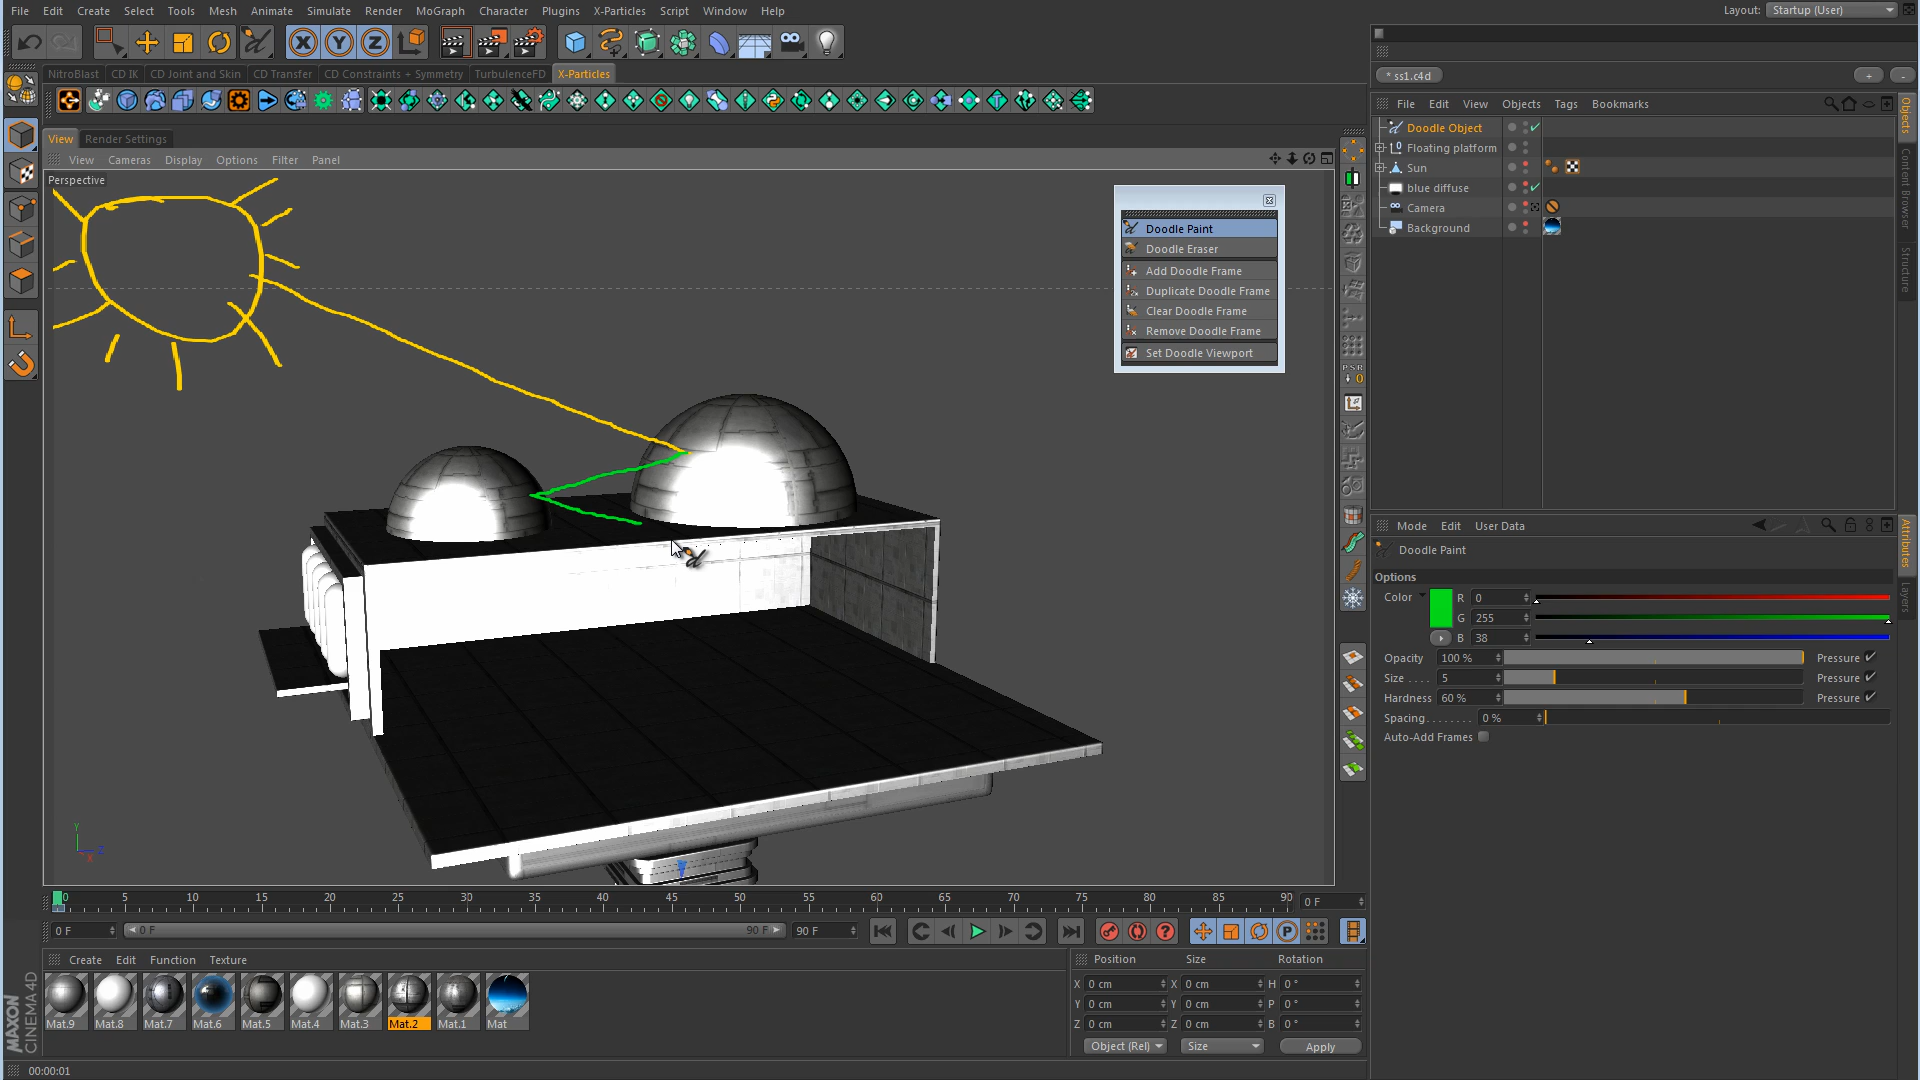 File Edit Create Select Tools Mesh Animate Simulate Render MoGraph Character Plugins X-Particles Script Window Help
Layout: Startup (User)
NitroBlast CD IK CD Joint and Skin CD Transfer CD Constraints + Symmetry TurbulenceFD X-Particles
* ss1.c4d
File Edit View Objects Tags Bookmarks
Doodle Object
Floating platform
Sun
blue diffuse
Camera
Background
Objects
Content Browser
Structure
View Render Settings
View Cameras Display Options Filter Panel
Perspective
Doodle Paint
Doodle Eraser
Add Doodle Frame
Duplicate Doodle Frame
Clear Doodle Frame
Remove Doodle Frame
Set Doodle Viewport
PSR
0
Mode Edit User Data
Doodle Paint
Options
Color R 0
G 255
B 38
Opacity 100 % Pressure
Size . . . . 5 Pressure
Hardness 60 % Pressure
Spacing . . . . . . . . 0 %
Auto-Add Frames
Attributes
Layers
Y
Z
X
0 5 10 15 20 25 30 35 40 45 50 55 60 65 70 75 80 85 90 0 F
0 F 0 F 90 F 90 F
Create Edit Function Texture
Mat.9 Mat.8 Mat.7 Mat.6 Mat.5 Mat.4 Mat.3 Mat.2 Mat.1 Mat
Position Size Rotation
X 0 cm X 0 cm H 0 °
Y 0 cm Y 0 cm P 0 °
Z 0 cm Z 0 cm B 0 °
Object (Rel) Size Apply
MAXON
CINEMA 4D
00:00:01